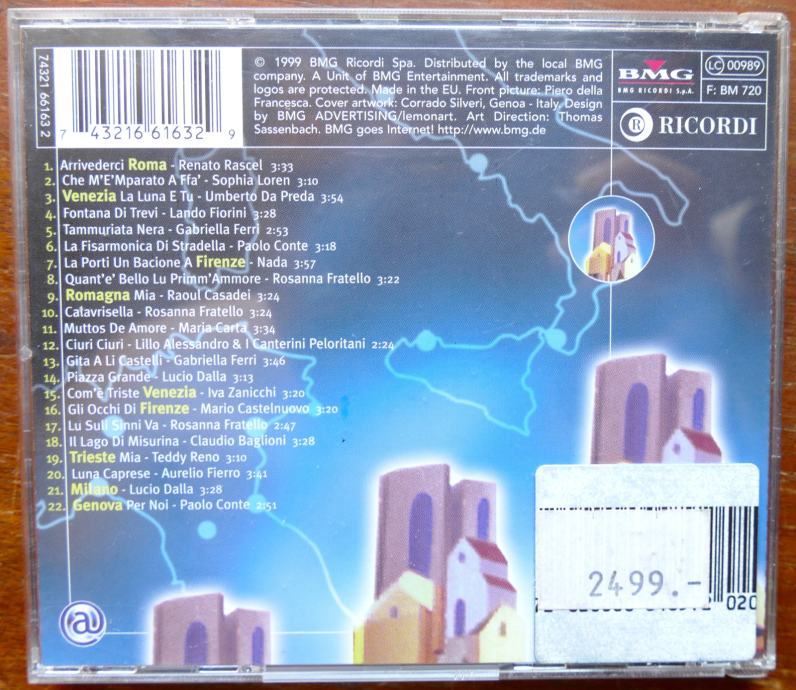 74321 66163 2
7 43216 61632 9
© 1999 BMG Ricordi Spa. Distributed by the local BMG
company. A Unit of BMG Entertainment. All trademarks and
logos are protected. Made in the EU. Front picture: Piero della
Francesca. Cover artwork: Corrado Silveri, Genoa - Italy. Design
by BMG ADVERTISING/lemonart. Art Direction: Thomas
Sassenbach. BMG goes Internet! http://www.bmg.de
BMG
BMG RICORDI S.p.A.
LC 00989
F: BM 720
R RICORDI
1. Arrivederci Roma - Renato Rascel 3:33
2. Che M'E'Mparato A Ffa' - Sophia Loren 3:10
3. Venezia La Luna E Tu - Umberto Da Preda 3:54
4. Fontana Di Trevi - Lando Fiorini 3:28
5. Tammuriata Nera - Gabriella Ferri 2:53
6. La Fisarmonica Di Stradella - Paolo Conte 3:18
7. La Porti Un Bacione A Firenze - Nada 3:57
8. Quant'e' Bello Lu Primm'Ammore - Rosanna Fratello 3:22
9. Romagna Mia - Raoul Casadei 3:24
10. Calavrisella - Rosanna Fratello 3:24
11. Muttos De Amore - Maria Carta 3:34
12. Ciuri Ciuri - Lillo Alessandro & I Canterini Peloritani 2:24
13. Gita A Li Castelli - Gabriella Ferri 3:46
14. Piazza Grande - Lucio Dalla 3:13
15. Com'e Triste Venezia - Iva Zanicchi 3:20
16. Gli Occhi Di Firenze - Mario Castelnuovo 3:20
17. Lu Suli Sinni Va - Rosanna Fratello 2:47
18. Il Lago Di Misurina - Claudio Baglioni 3:28
19. Trieste Mia - Teddy Reno 3:10
20. Luna Caprese - Aurelio Fierro 3:41
21. Milano - Lucio Dalla 3:28
22. Genova Per Noi - Paolo Conte 2:51
@
2499.-
020